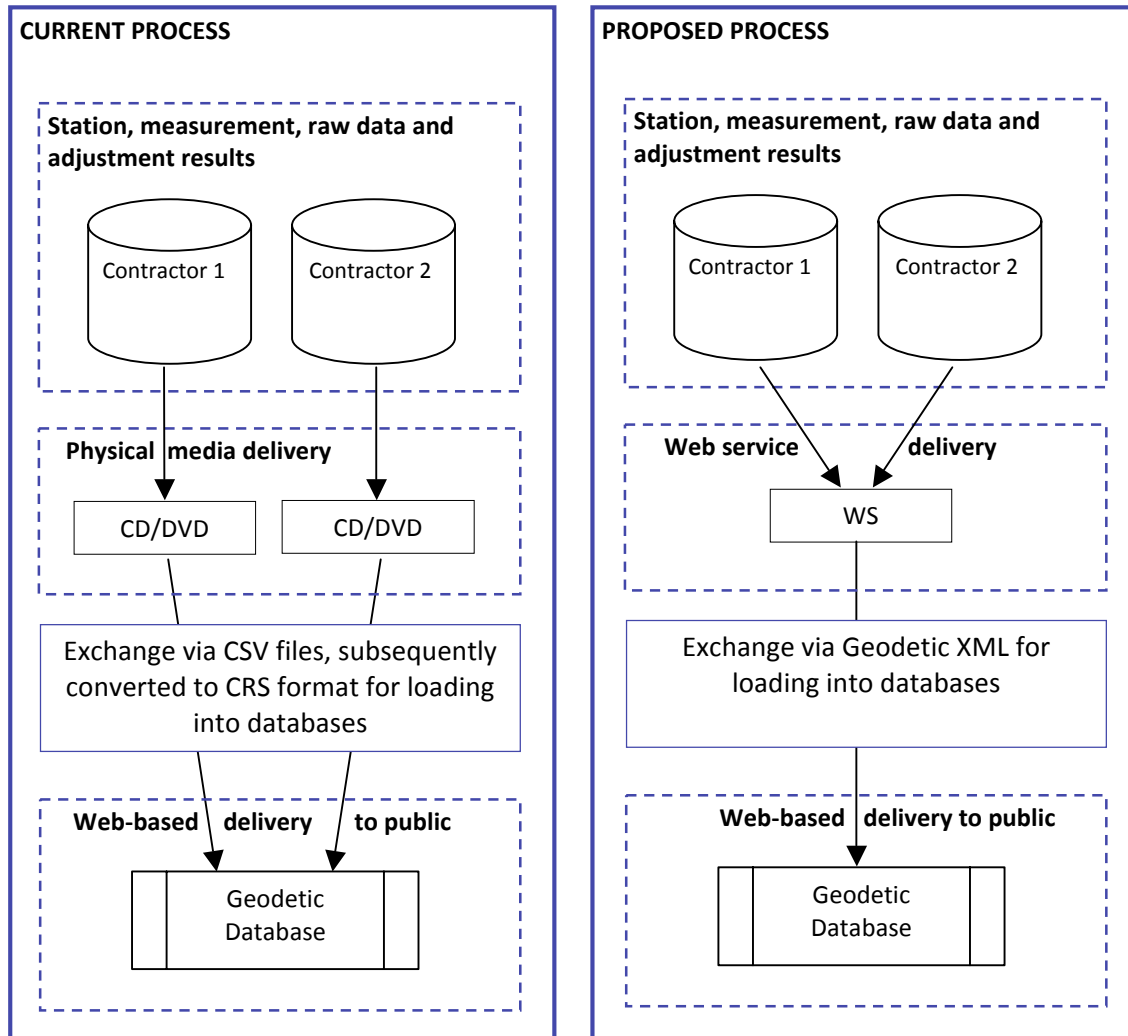 CURRENT PROCESS
Station, measurement, raw data and
adjustment results
Contractor 1
Contractor 2
Physical media delivery
CD/DVD
CD/DVD
Exchange via CSV files, subsequently
converted to CRS format for loading
into databases
Web-based delivery to public
Geodetic
Database
PROPOSED PROCESS
Station, measurement, raw data and
adjustment results
Contractor 1
Contractor 2
Web service delivery
WS
Exchange via Geodetic XML for
loading into databases
Web-based delivery to public
Geodetic
Database